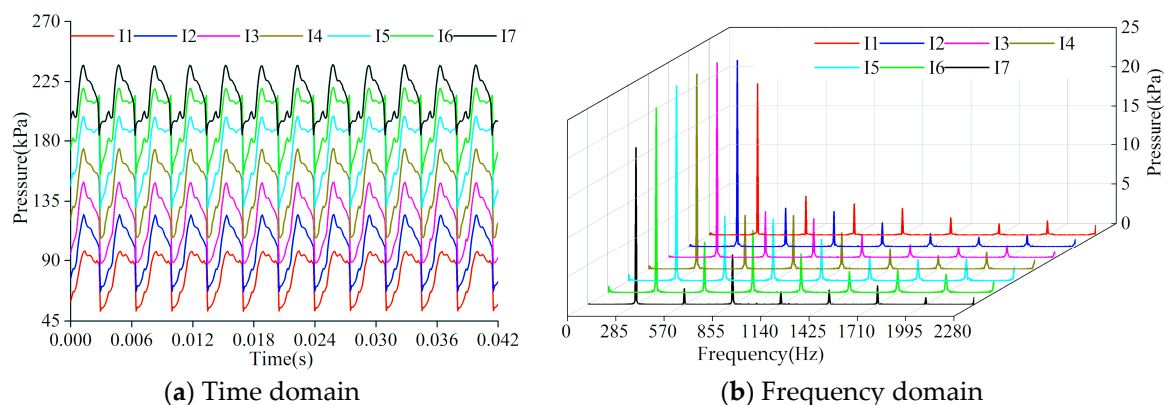 270
I1 I2 I3 I4 I5 I6 I7
225
180
135
90
45
Pressure(kPa)
0.000 0.006 0.012 0.018 0.024 0.030 0.036 0.042
Time(s)
(a) Time domain
I1 I2 I3 I4
I5 I6 I7
25
20
15
10
5
0
Pressure(kPa)
0 285 570 855 1140 1425 1710 1995 2280
Frequency(Hz)
(b) Frequency domain